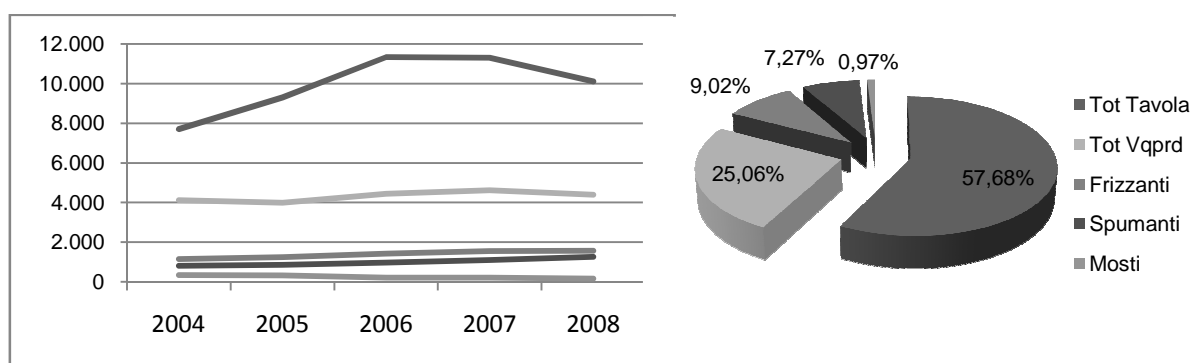 12.000
10.000
8.000
6.000
4.000
2.000
0
2004 2005 2006 2007 2008
7,27% 0,97%
9,02%
25,06%
57,68%
Tot Tavola
Tot Vqprd
Frizzanti
Spumanti
Mosti